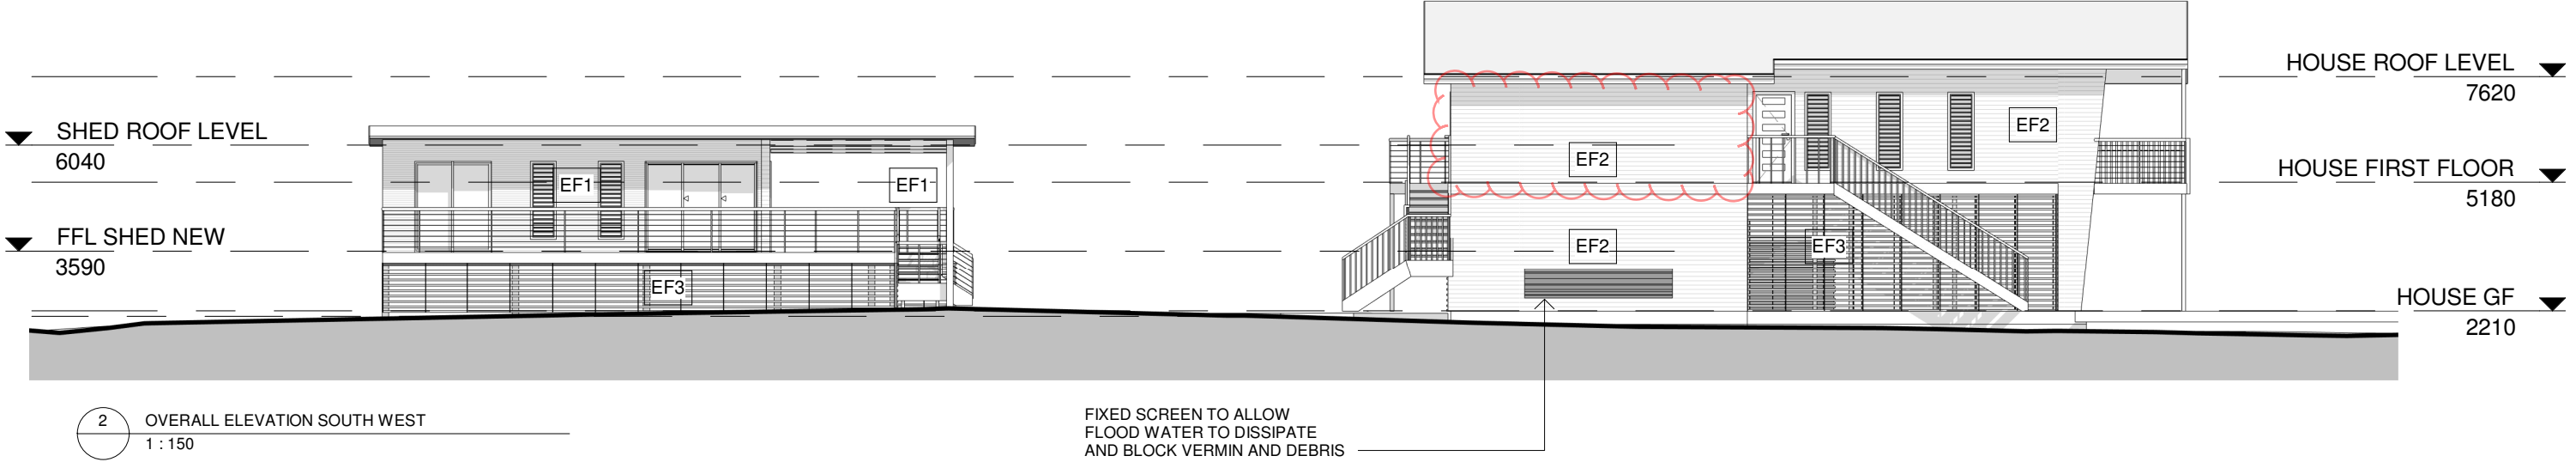 SHED ROOF LEVEL
6040
FFL SHED NEW
3590
EF1
EF1
EF3
EF2
EF2
EF3
EF2
HOUSE ROOF LEVEL
7620
HOUSE FIRST FLOOR
5180
HOUSE GF
2210
2
OVERALL ELEVATION SOUTH WEST
1 : 150
FIXED SCREEN TO ALLOW
FLOOD WATER TO DISSIPATE
AND BLOCK VERMIN AND DEBRIS